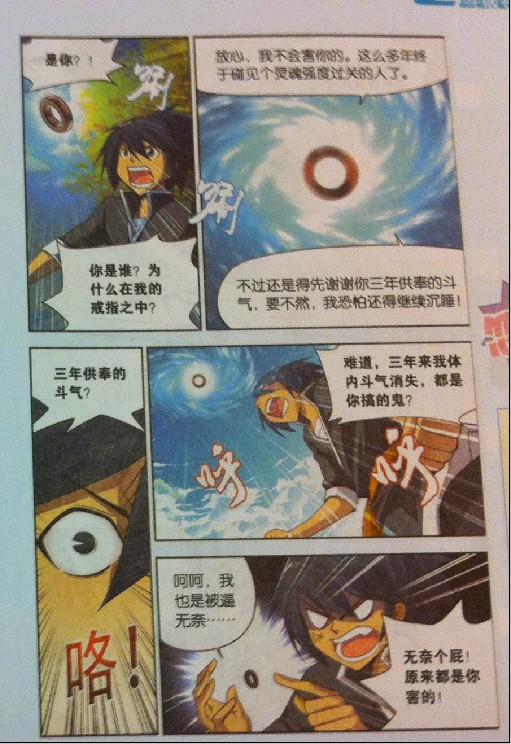 是你？！
唰
唰
你是谁？为
什么在我的
戒指之中？
放心、我不会害你的。这么多年终
于碰见个灵魂强度过关的人了。
不过还是得先谢谢你三年供奉的斗
气，要不然，我恐怕还得继续沉睡！
三年供奉的
斗气？
咯！
难道，三年来我体
内斗气消失，都是
你搞的鬼？
呼
呼
呵呵，我
也是被逼
无奈……
无奈个屁！
原来都是你
害的！